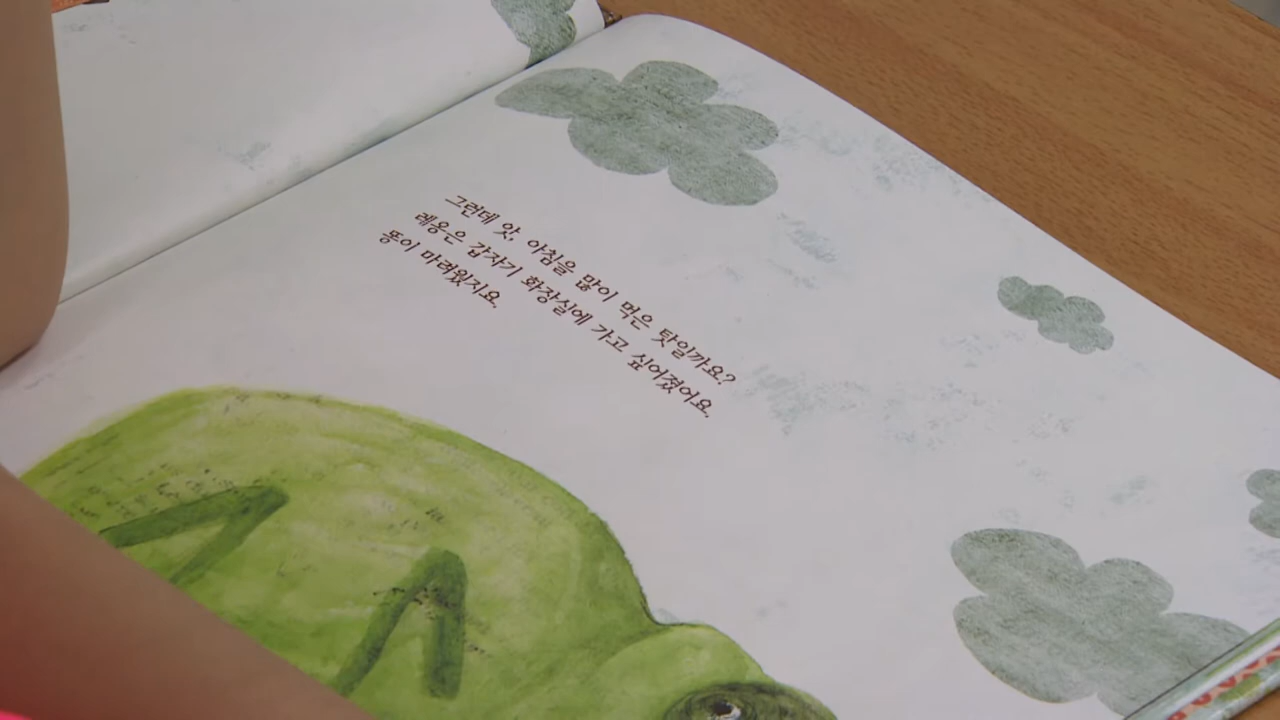 그런데 앗, 아침을 많이 먹은 탓일까요?
레옹은 갑자기 화장실에 가고 싶어졌어요.
똥이 마려웠지요.